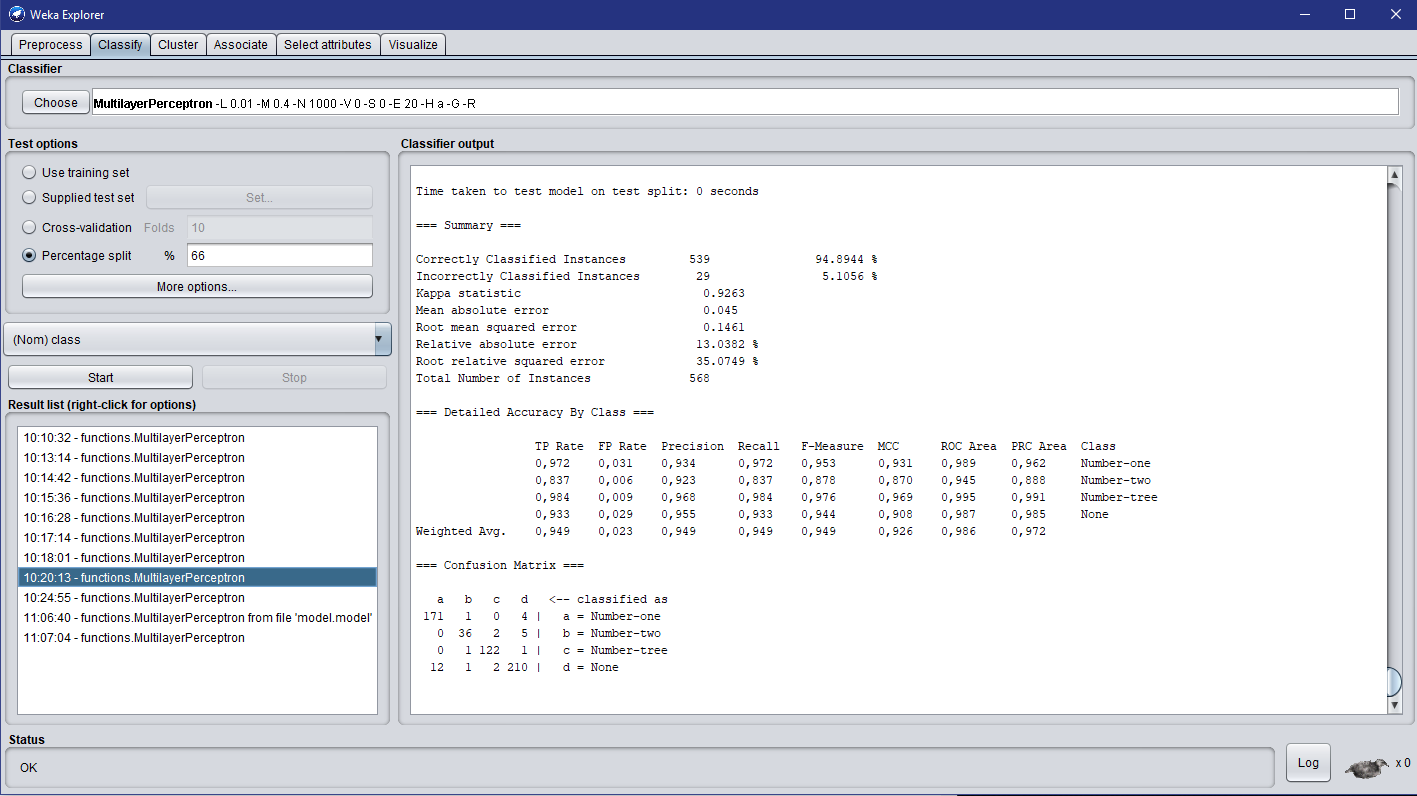 Weka Explorer
Preprocess Classify Cluster Associate Select attributes Visualize
Classifier
Choose MultilayerPerceptron -L 0.01 -M 0.4 -N 1000 -V 0 -S 0 -E 20 -H a -G -R
Test options
Use training set
Supplied test set Set...
Cross-validation Folds 10
Percentage split % 66
More options...
(Nom) class
Start Stop
Result list (right-click for options)
10:10:32 - functions.MultilayerPerceptron
10:13:14 - functions.MultilayerPerceptron
10:14:42 - functions.MultilayerPerceptron
10:15:36 - functions.MultilayerPerceptron
10:16:28 - functions.MultilayerPerceptron
10:17:14 - functions.MultilayerPerceptron
10:18:01 - functions.MultilayerPerceptron
10:20:13 - functions.MultilayerPerceptron
10:24:55 - functions.MultilayerPerceptron
11:06:40 - functions.MultilayerPerceptron from file 'model.model'
11:07:04 - functions.MultilayerPerceptron
Classifier output
Time taken to test model on test split: 0 seconds
=== Summary ===
Correctly Classified Instances 539 94.8944 %
Incorrectly Classified Instances 29 5.1056 %
Kappa statistic 0.9263
Mean absolute error 0.045
Root mean squared error 0.1461
Relative absolute error 13.0382 %
Root relative squared error 35.0749 %
Total Number of Instances 568
=== Detailed Accuracy By Class ===
TP Rate FP Rate Precision Recall F-Measure MCC ROC Area PRC Area Class
0,972 0,031 0,934 0,972 0,953 0,931 0,989 0,962 Number-one
0,837 0,006 0,923 0,837 0,878 0,870 0,945 0,888 Number-two
0,984 0,009 0,968 0,984 0,976 0,969 0,995 0,991 Number-tree
0,933 0,029 0,955 0,933 0,944 0,908 0,987 0,985 None
Weighted Avg. 0,949 0,023 0,949 0,949 0,949 0,926 0,986 0,972
=== Confusion Matrix ===
a b c d <-- classified as
171 1 0 4 | a = Number-one
0 36 2 5 | b = Number-two
0 1 122 1 | c = Number-tree
12 1 2 210 | d = None
Status
OK
Log
x 0